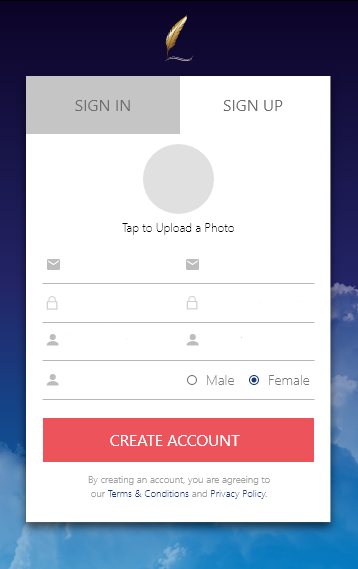 SIGN IN
SIGN UP
Tap to Upload a Photo
Male
Female
CREATE ACCOUNT
By creating an account, you are agreeing to
our Terms & Conditions and Privacy Policy.